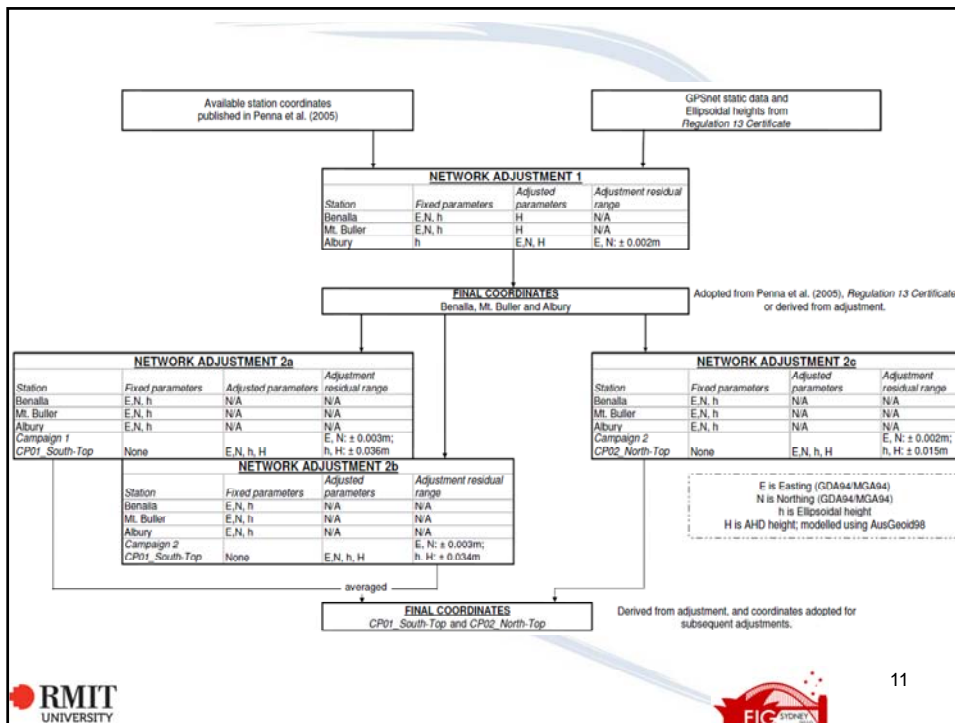 Available station coordinates
published in Penna et al. (2005)
GPSnet static data and
Ellipsoidal heights from
Regulation 13 Certificate
NETWORK ADJUSTMENT 1
Station Fixed parameters Adjusted parameters Adjustment residual range
Benalla E,N, h H N/A
Mt. Buller E,N, h H N/A
Albury h E,N, H E, N: ± 0.002m
FINAL COORDINATES
Benalla, Mt. Buller and Albury
Adopted from Penna et al. (2005), Regulation 13 Certificate
or derived from adjustment.
NETWORK ADJUSTMENT 2a
Station Fixed parameters Adjusted parameters Adjustment residual range
Benalla E,N, h N/A N/A
Mt. Buller E,N, h N/A N/A
Albury E,N, h N/A N/A
Campaign 1 E, N: ± 0.003m;
CP01_South-Top None E,N, h, H h, H: ± 0.036m
NETWORK ADJUSTMENT 2c
Station Fixed parameters Adjusted parameters Adjustment residual range
Benalla E,N, h N/A N/A
Mt. Buller E,N, h N/A N/A
Albury E,N, h N/A N/A
Campaign 2 E, N: ± 0.002m;
CP02_North-Top None E,N, h, H h, H: ± 0.015m
NETWORK ADJUSTMENT 2b
Station Fixed parameters Adjusted parameters Adjustment residual range
Benalla E,N, h N/A N/A
Mt. Buller E,N, h N/A N/A
Albury E,N, h N/A N/A
Campaign 2 E, N: ± 0.003m;
CP01_South-Top None E,N, h, H h, H: ± 0.034m
E is Easting (GDA94/MGA94)
N is Northing (GDA94/MGA94)
h is Ellipsoidal height
H is AHD height; modelled using AusGeoid98
averaged
FINAL COORDINATES
CP01_South-Top and CP02_North-Top
Derived from adjustment, and coordinates adopted for
subsequent adjustments.
11
RMIT
UNIVERSITY
FIG SYDNEY